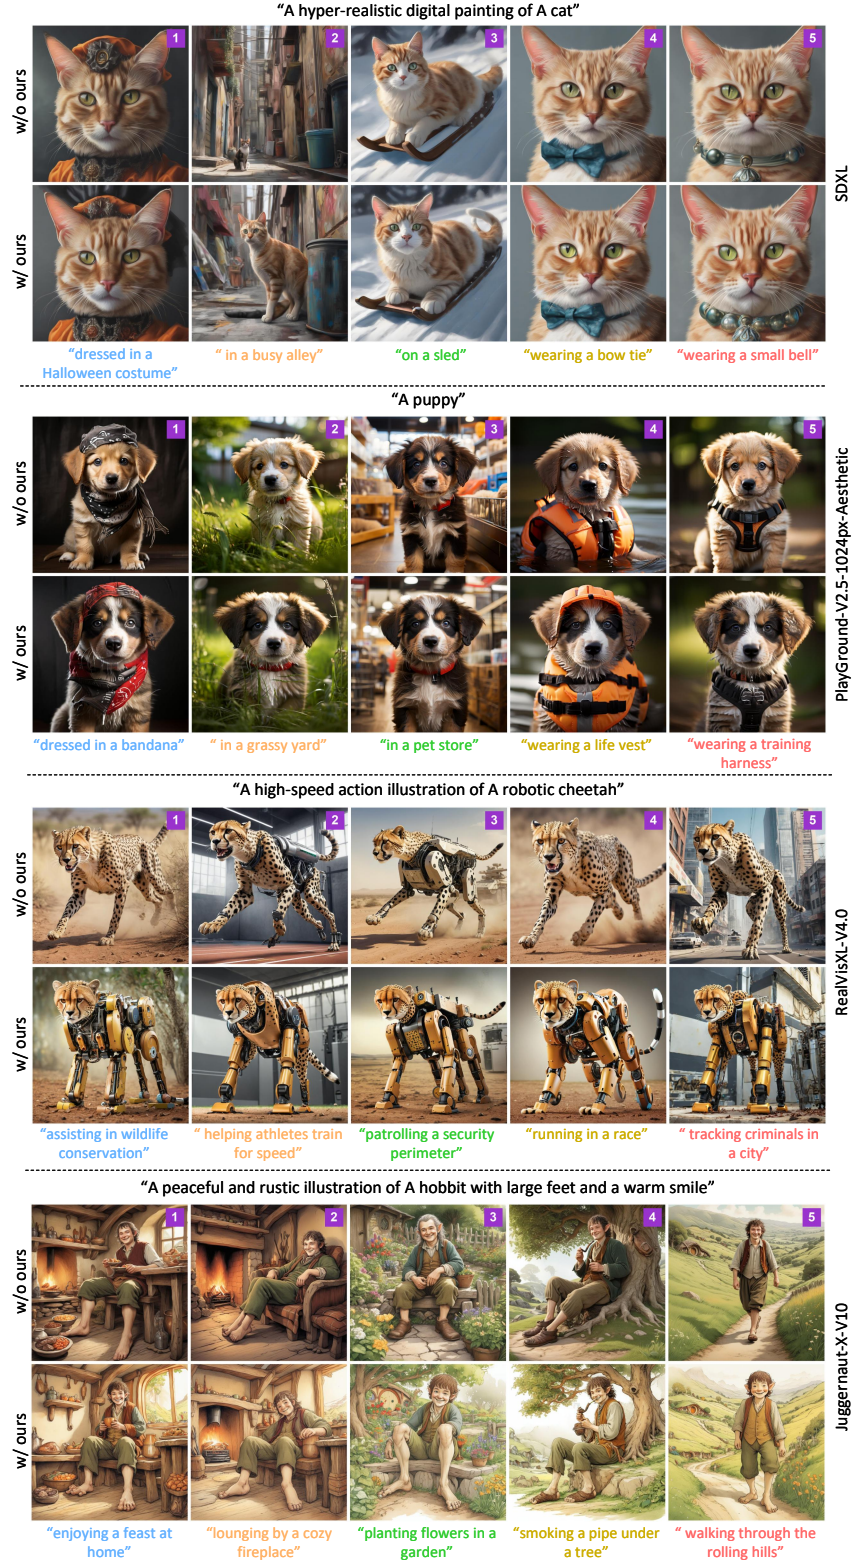 “A hyper-realistic digital painting of A cat”
w/o ours
1
2
3
4
5
w/ ours
SDXL
“dressed in a
Halloween costume”
“ in a busy alley”
“on a sled”
“wearing a bow tie”
“wearing a small bell”
“A puppy”
w/o ours
1
2
3
4
5
w/ ours
PlayGround-V2.5-1024px-Aesthetic
“dressed in a bandana”
“ in a grassy yard”
“in a pet store”
“wearing a life vest”
“wearing a training
harness”
“A high-speed action illustration of A robotic cheetah”
w/o ours
1
2
3
4
5
w/ ours
RealVisXL-V4.0
“assisting in wildlife
conservation”
“ helping athletes train
for speed”
“patrolling a security
perimeter”
“running in a race”
“ tracking criminals in
a city”
“A peaceful and rustic illustration of A hobbit with large feet and a warm smile”
w/o ours
1
2
3
4
5
w/ ours
Juggernaut-X-V10
“enjoying a feast at
home”
“lounging by a cozy
fireplace”
“planting flowers in a
garden”
“smoking a pipe under
a tree”
“ walking through the
rolling hills”